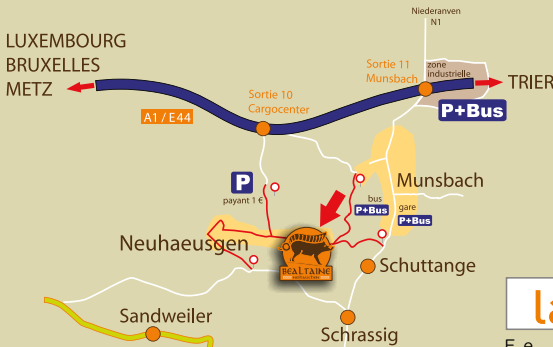 Niederanven
N1
LUXEMBOURG
BRUXELLES
METZ
Sortie 11
Munsbach
zone
industrielle
TRIER
Sortie 10
Cargocenter
A1 / E44
P+Bus
P
payant 1 €
Munsbach
bus
P+Bus
gare
P+Bus
Neuhaeusgen
BEALTAINE
Schuttange
Sandweiler
Schrassig